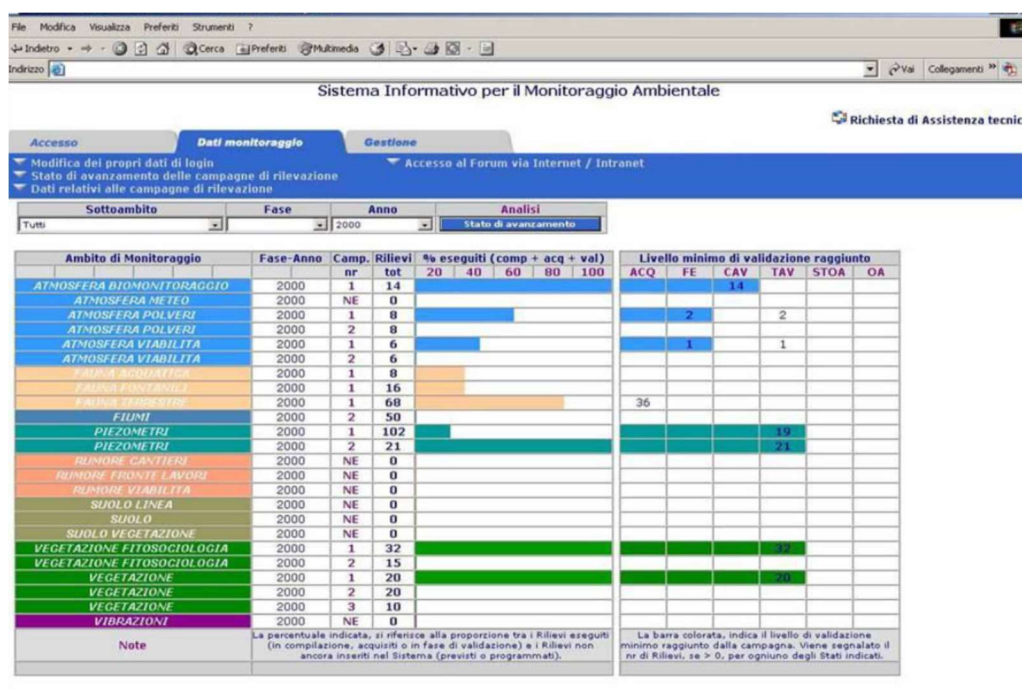 File Modifica Visualizza Preferiti Strumenti ?
Indietro Cerca Preferiti Multimedia
Indirizzo Vai Collegamenti »
Sistema Informativo per il Monitoraggio Ambientale
Richiesta di Assistenza tecnic
Accesso Dati monitoraggio Gestione
Modifica dei propri dati di login Accesso al Forum via Internet / Intranet
Stato di avanzamento delle campagne di rilevazione
Dati relativi alle campagne di rilevazione
Sottoambito Fase Anno Analisi
Tutti 2000 Stato di avanzamento
Ambito di Monitoraggio Fase-Anno Camp. Rilievi % eseguiti (comp + acq + val) Livello minimo di validazione raggiunto
nr tot 20 40 60 80 100 ACQ FE CAV TAV STOA OA
ATMOSFERA BIOMONITORAGGIO 2000 1 14 14
ATMOSFERA METEO 2000 NE 0
ATMOSFERA POLVERI 2000 1 8 2 2
ATMOSFERA POLVERI 2000 2 8
ATMOSFERA VIABILITA 2000 1 6 1 1
ATMOSFERA VIABILITA 2000 2 6
FAUNA ACQUATICA 2000 1 8
FAUNA FONTANILI 2000 1 16
FAUNA TERRESTRE 2000 1 68 36
FIUMI 2000 2 50
PIEZOMETRI 2000 1 102 19
PIEZOMETRI 2000 2 21 21
RUMORE CANTIERI 2000 NE 0
RUMORE FRONTE LAVORI 2000 NE 0
RUMORE VIABILITA 2000 NE 0
SUOLO LINEA 2000 NE 0
SUOLO 2000 NE 0
SUOLO VEGETAZIONE 2000 NE 0
VEGETAZIONE FITOSOCIOLOGIA 2000 1 32 32
VEGETAZIONE FITOSOCIOLOGIA 2000 2 15
VEGETAZIONE 2000 1 20 20
VEGETAZIONE 2000 2 20
VEGETAZIONE 2000 3 10
VIBRAZIONI 2000 NE 0
Note
La percentuale indicata, si riferisce alla proporzione tra i Rilievi eseguiti
(in compilazione, acquisiti o in fase di validazione) e i Rilievi non
ancora inseriti nel Sistema (previsti o programmati).
La barra colorata, indica il livello di validazione
minimo raggiunto dalla campagna. Viene segnalato il
nr di Rilievi, se > 0, per ogniuno degli Stati indicati.